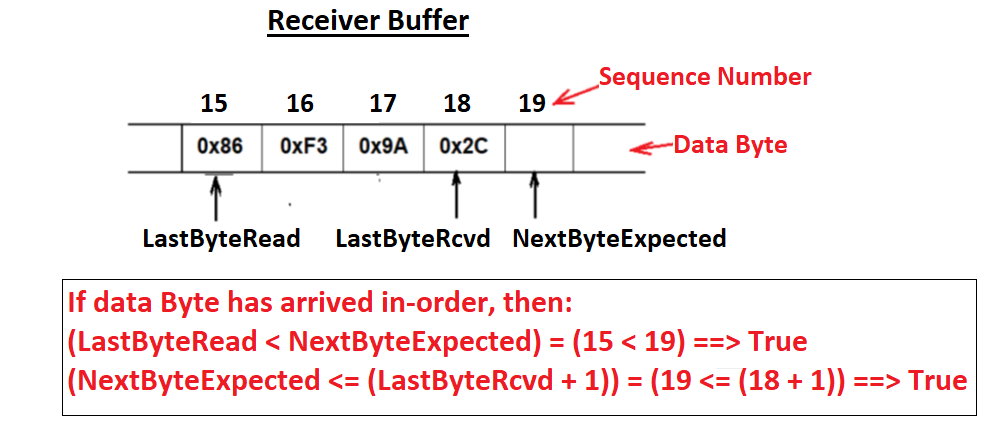 Receiver Buffer
Sequence Number
15 16 17 18 19
0x86 0xF3 0x9A 0x2C
Data Byte
LastByteRead LastByteRcvd NextByteExpected
If data Byte has arrived in-order, then:
(LastByteRead < NextByteExpected) = (15 < 19) ==> True
(NextByteExpected <= (LastByteRcvd + 1)) = (19 <= (18 + 1)) ==> True